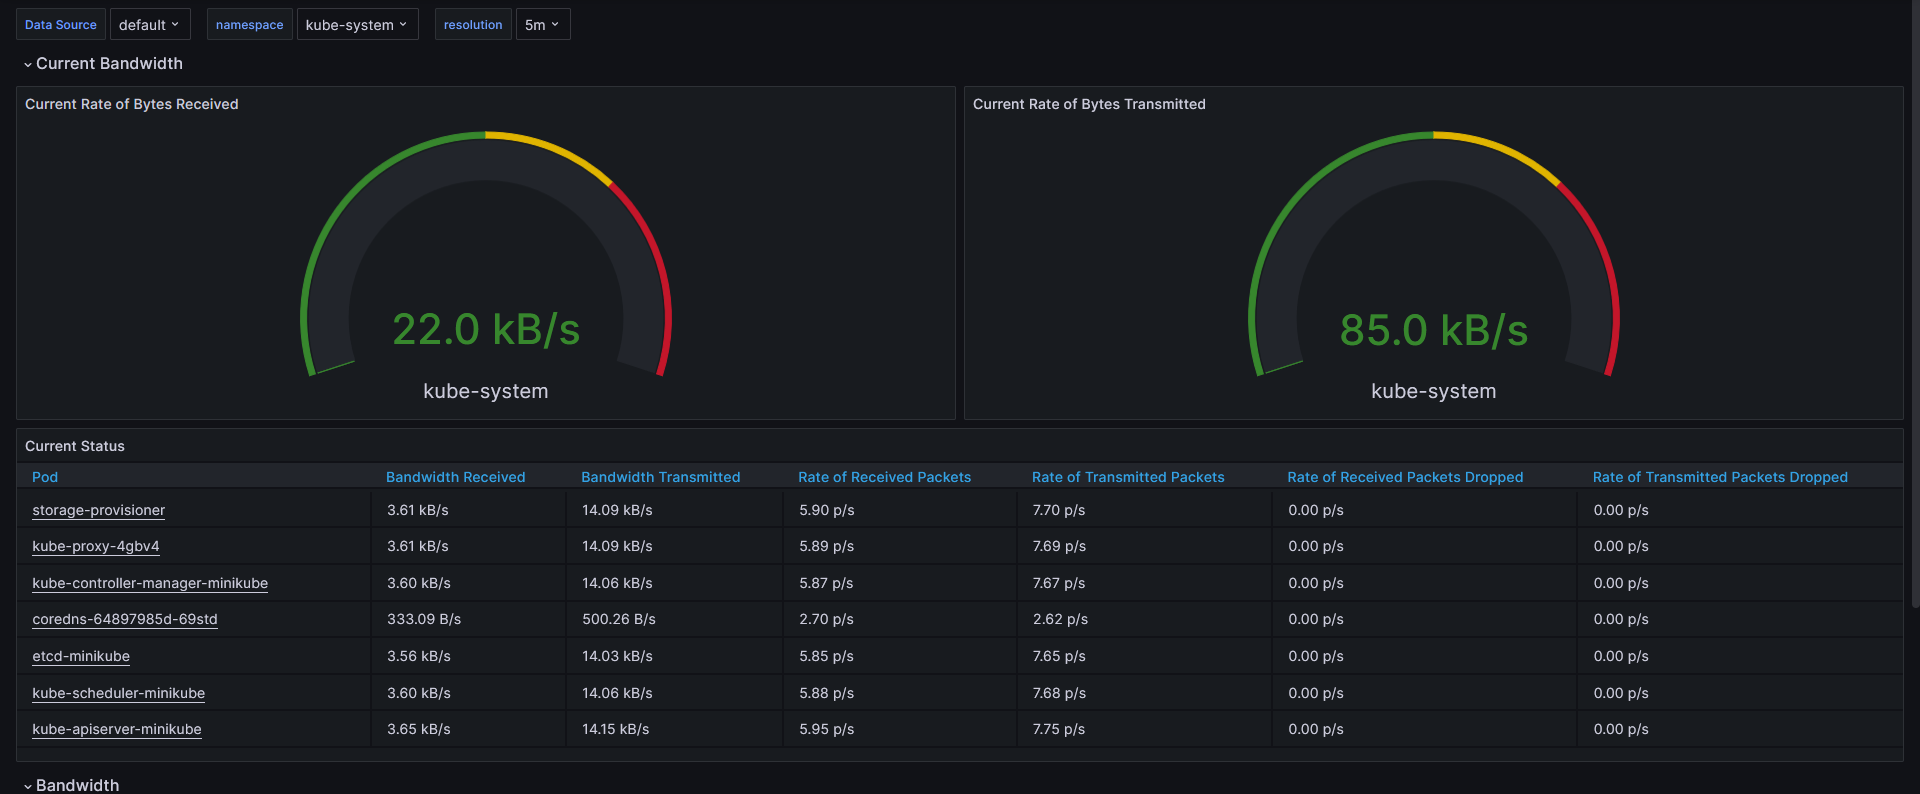 Data Source default namespace kube-system resolution 5m
Current Bandwidth
Current Rate of Bytes Received
22.0 kB/s
kube-system
Current Rate of Bytes Transmitted
85.0 kB/s
kube-system
Current Status
Pod Bandwidth Received Bandwidth Transmitted Rate of Received Packets Rate of Transmitted Packets Rate of Received Packets Dropped Rate of Transmitted Packets Dropped
storage-provisioner 3.61 kB/s 14.09 kB/s 5.90 p/s 7.70 p/s 0.00 p/s 0.00 p/s
kube-proxy-4gbv4 3.61 kB/s 14.09 kB/s 5.89 p/s 7.69 p/s 0.00 p/s 0.00 p/s
kube-controller-manager-minikube 3.60 kB/s 14.06 kB/s 5.87 p/s 7.67 p/s 0.00 p/s 0.00 p/s
coredns-64897985d-69std 333.09 B/s 500.26 B/s 2.70 p/s 2.62 p/s 0.00 p/s 0.00 p/s
etcd-minikube 3.56 kB/s 14.03 kB/s 5.85 p/s 7.65 p/s 0.00 p/s 0.00 p/s
kube-scheduler-minikube 3.60 kB/s 14.06 kB/s 5.88 p/s 7.68 p/s 0.00 p/s 0.00 p/s
kube-apiserver-minikube 3.65 kB/s 14.15 kB/s 5.95 p/s 7.75 p/s 0.00 p/s 0.00 p/s
Bandwidth